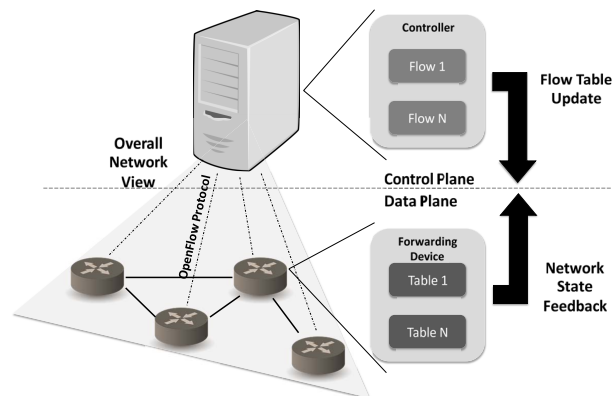 Controller
Flow 1
Flow N
Flow Table
Update
Overall
Network
View
Control Plane
Data Plane
OpenFlow Protocol
Forwarding
Device
Table 1
Table N
Network
State
Feedback